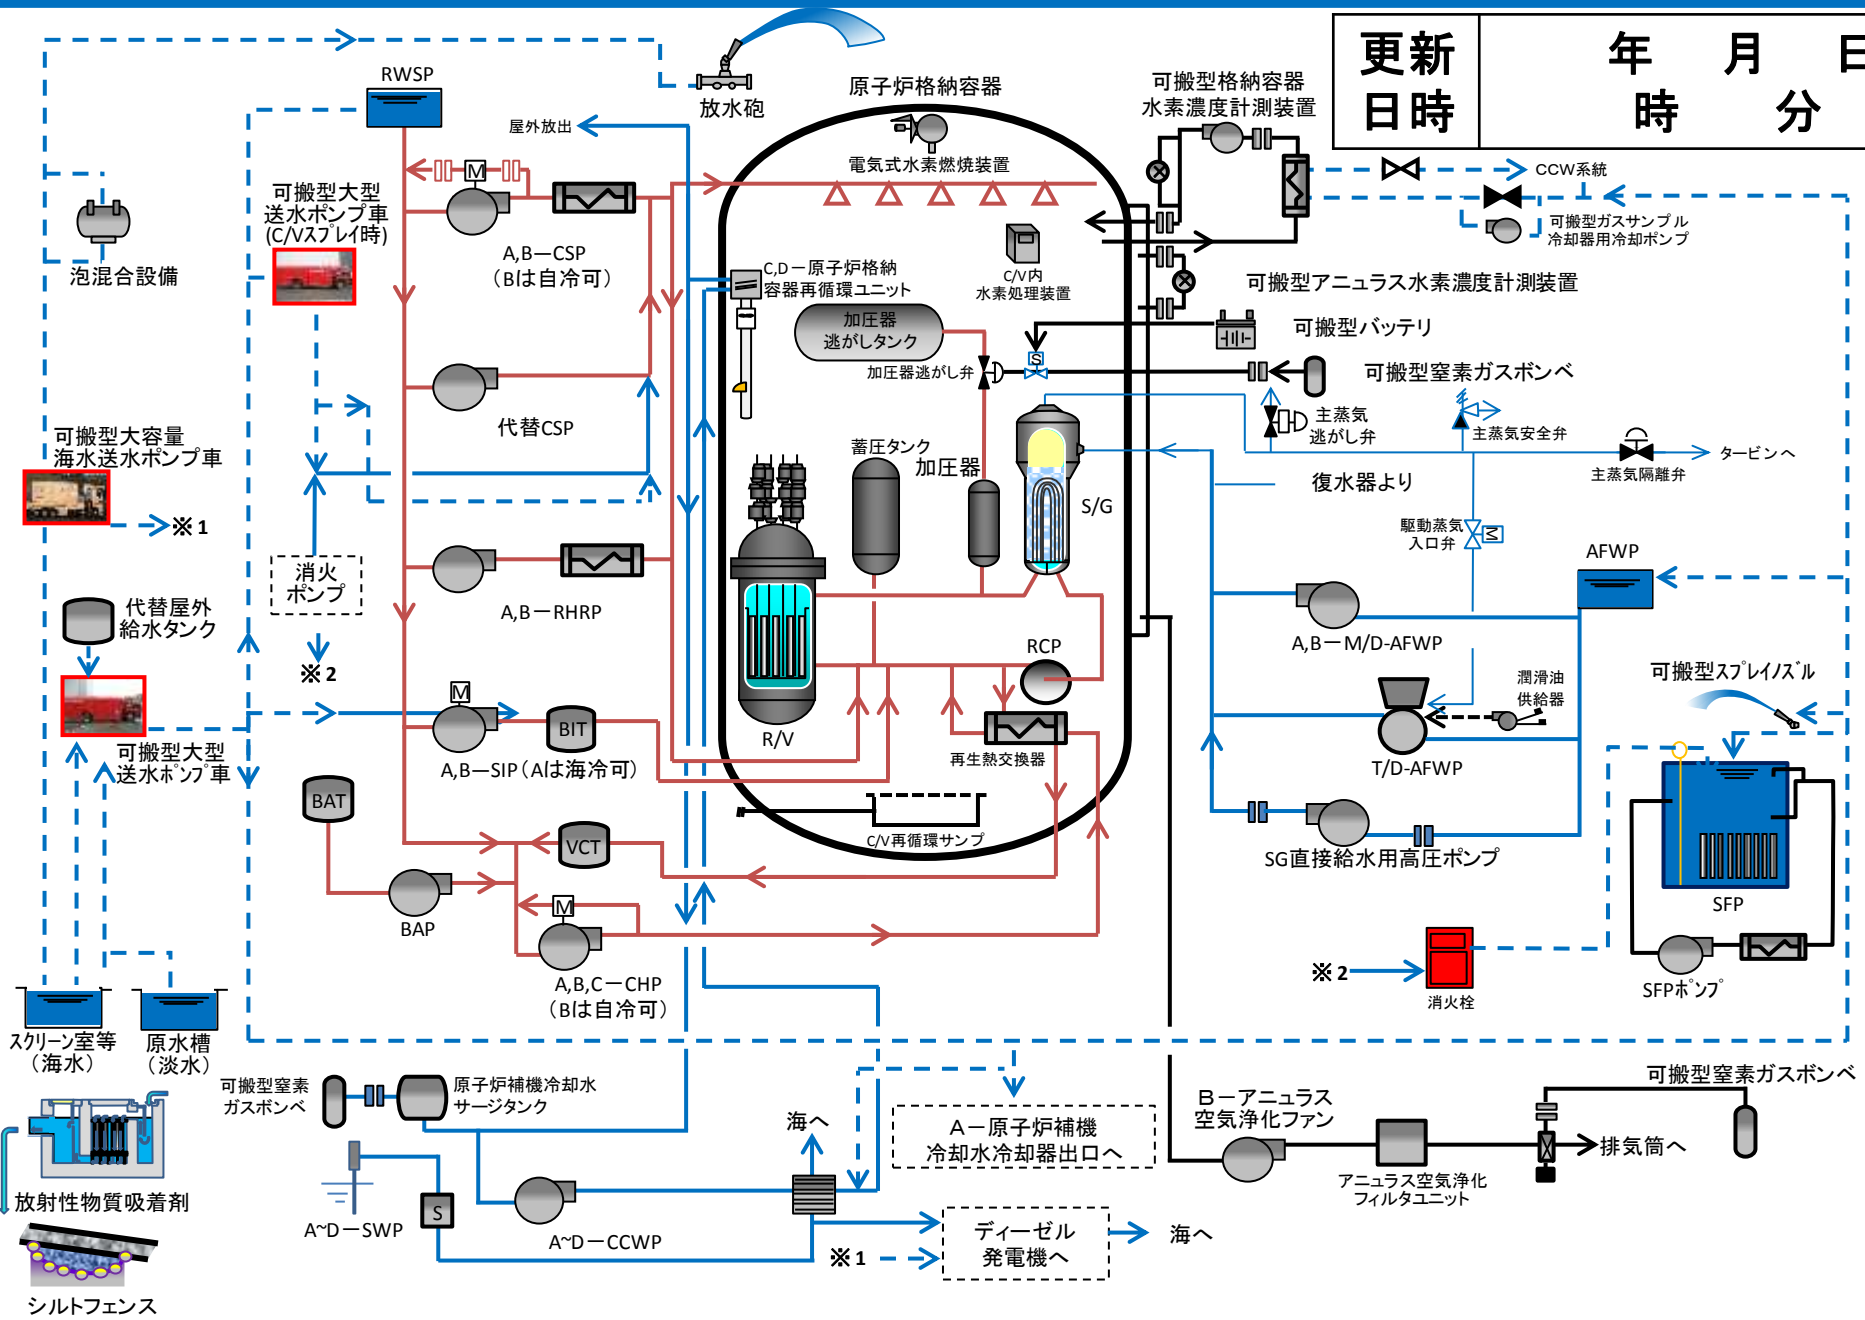 更新
日時
年 月 日
時 分
RWSP
放水砲
屋外放出
原子炉格納容器
電気式水素燃焼装置
可搬型格納容器
水素濃度計測装置
CCW系統
可搬型ガスサンプル
冷却器用冷却ポンプ
可搬型大型
送水ポンプ車
(C/Vスプレイ時)
泡混合設備
M
A,B－CSP
（Bは自冷可）
C,D－原子炉格納
容器再循環ユニット
C/V内
水素処理装置
可搬型アニュラス水素濃度計測装置
加圧器
逃がしタンク
加圧器逃がし弁
S
可搬型バッテリ
可搬型窒素ガスボンベ
主蒸気
逃がし弁
主蒸気安全弁
主蒸気隔離弁
タービンへ
代替CSP
可搬型大容量
海水送水ポンプ車
※1
蓄圧タンク
加圧器
S/G
復水器より
駆動蒸気
入口弁
M
AFWP
消火
ポンプ
※2
A,B－RHRP
代替屋外
給水タンク
RCP
A,B－M/D-AFWP
可搬型スプレイノズル
潤滑油
供給器
T/D-AFWP
M
BIT
A,B―SIP（Aは海冷可）
可搬型大型
送水ポンプ車
R/V
再生熱交換器
BAT
VCT
C/V再循環サンプ
SG直接給水用高圧ポンプ
SFP
BAP
M
A,B,C－CHP
（Bは自冷可）
※2
消火栓
SFPポンプ
スクリーン室等
（海水）
原水槽
（淡水）
可搬型窒素
ガスボンベ
原子炉補機冷却水
サージタンク
海へ
A－原子炉補機
冷却水冷却器出口へ
B－アニュラス
空気浄化ファン
可搬型窒素ガスボンベ
排気筒へ
アニュラス空気浄化
フィルタユニット
放射性物質吸着剤
A~D－SWP
S
A~D－CCWP
※1
ディーゼル
発電機へ
海へ
シルトフェンス